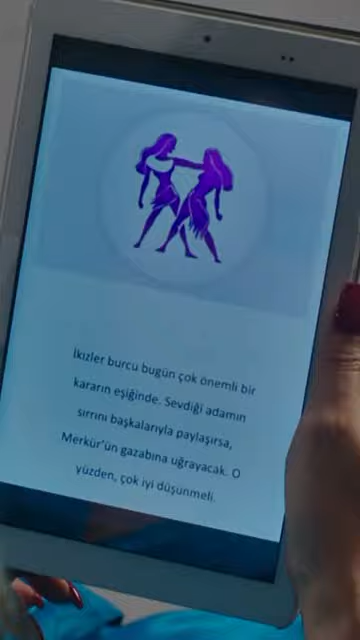 İkizler burcu bugün çok önemli bir
kararın eşiğinde. Sevdiği adamın
sırrını başkalarıyla paylaşırsa,
Merkür'ün gazabına uğrayacak. O
yüzden, çok iyi düşünmeli.